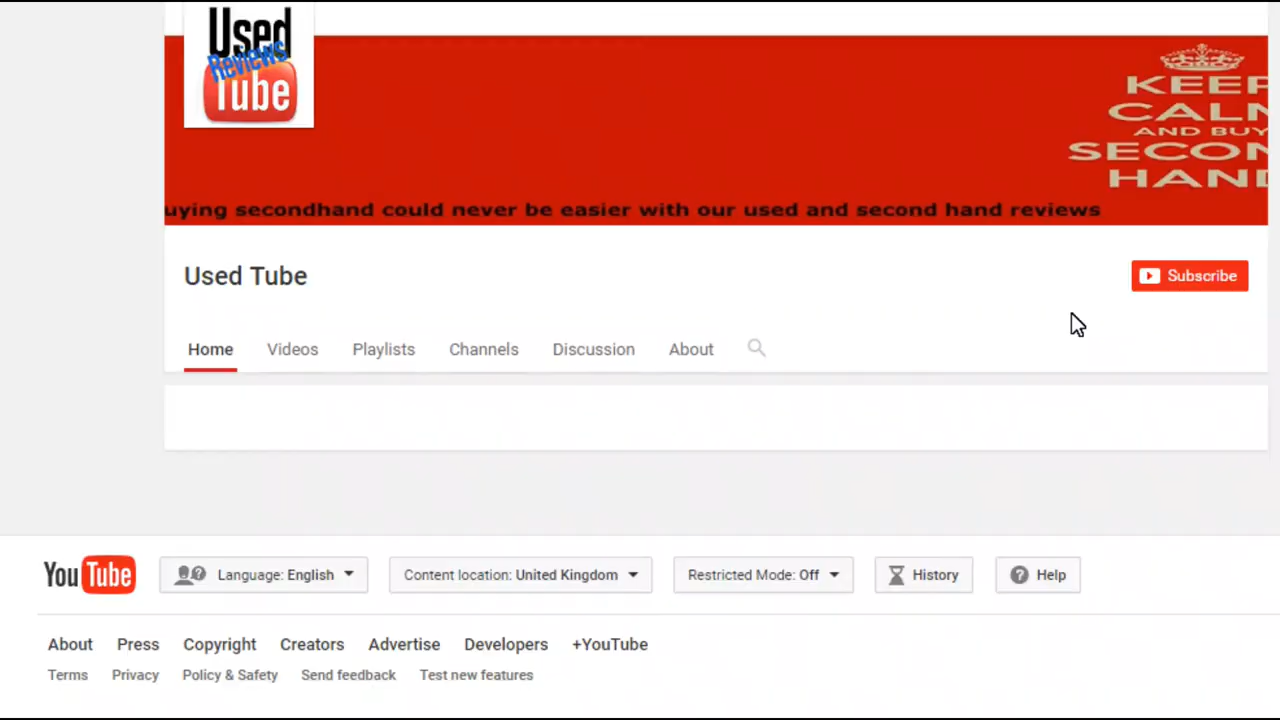 Used
Reviews
Tube
KEEP
CALM
AND BUY
SECON
HAND
uying secondhand could never be easier with our used and second hand reviews
Used Tube
Subscribe
Home Videos Playlists Channels Discussion About
YouTube Language: English Content location: United Kingdom Restricted Mode: Off History Help
About Press Copyright Creators Advertise Developers +YouTube
Terms Privacy Policy & Safety Send feedback Test new features